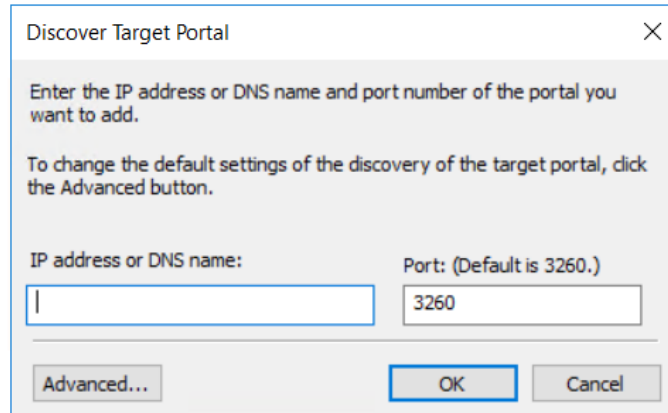 Discover Target Portal
Enter the IP address or DNS name and port number of the portal you
want to add.
To change the default settings of the discovery of the target portal, click
the Advanced button.
IP address or DNS name:
Port: (Default is 3260.)
3260
Advanced...
OK
Cancel